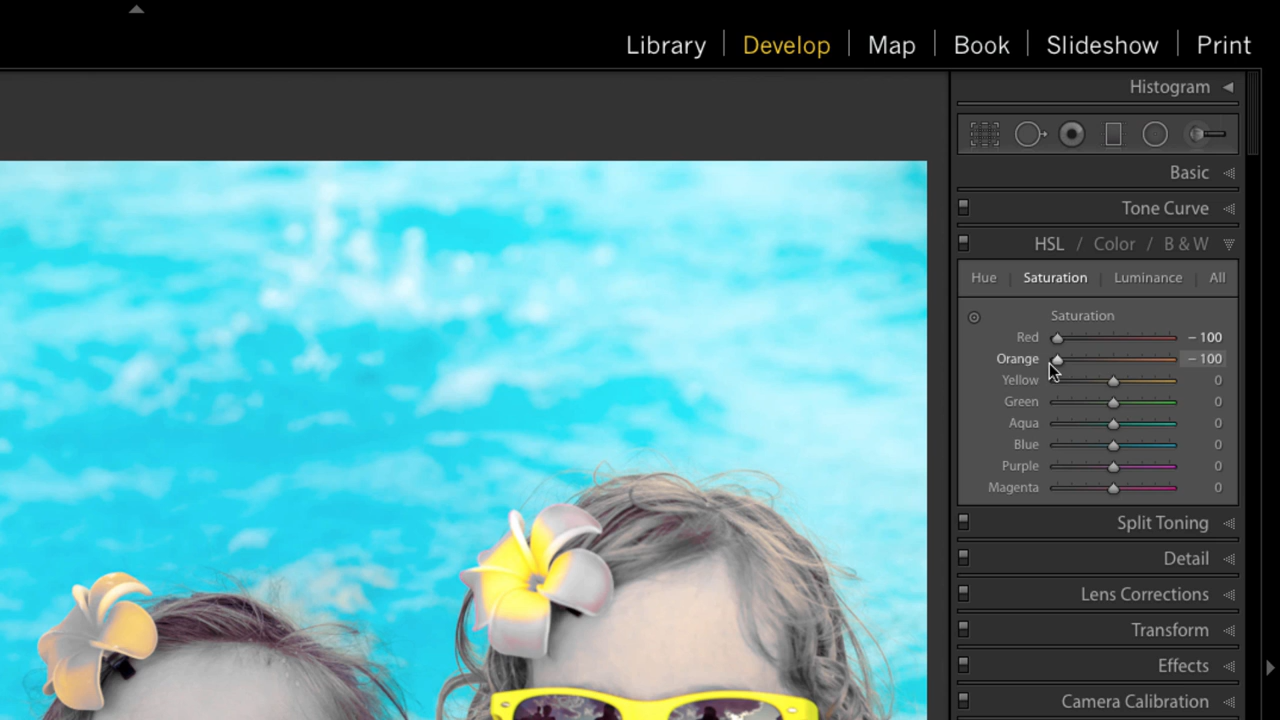 Library | Develop | Map | Book | Slideshow | Print
Histogram
Basic
Tone Curve
HSL / Color / B & W
Hue | Saturation | Luminance | All
Saturation
Red − 100
Orange − 100
Yellow 0
Green 0
Aqua 0
Blue 0
Purple 0
Magenta 0
Split Toning
Detail
Lens Corrections
Transform
Effects
Camera Calibration